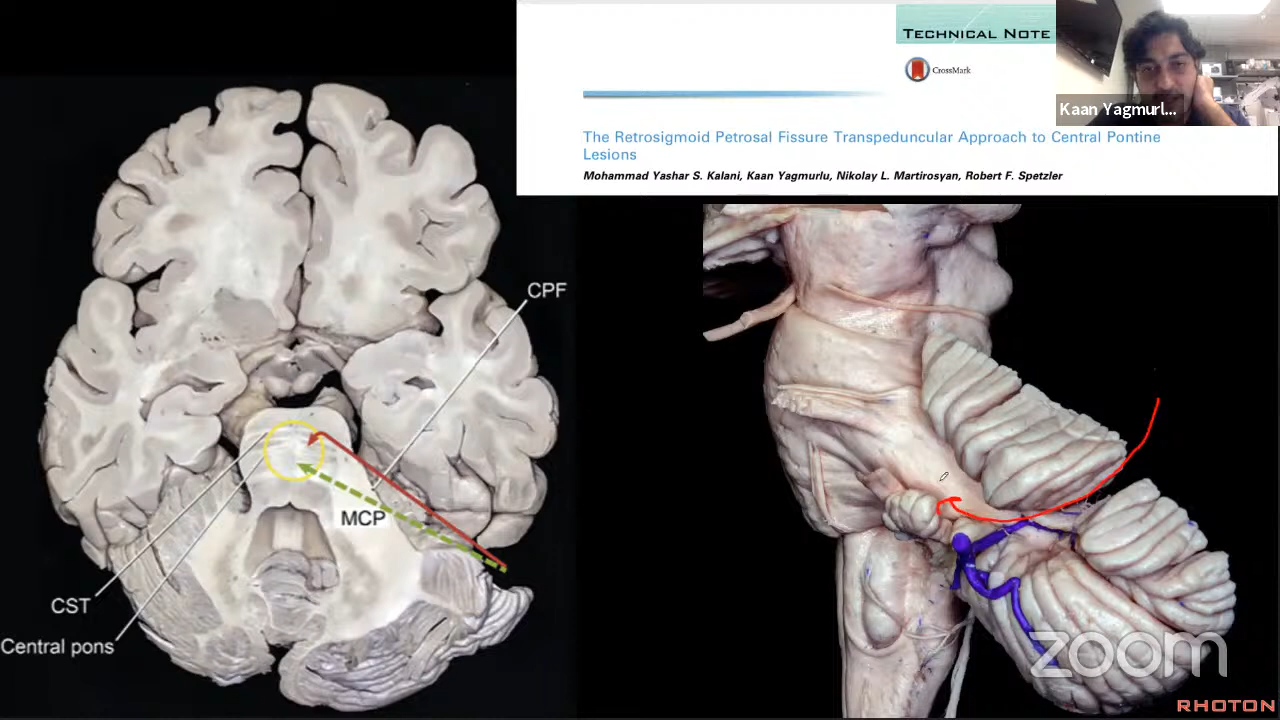 TECHNICAL NOTE
CrossMark
Kaan Yagmurl...
The Retrosigmoid Petrosal Fissure Transpeduncular Approach to Central Pontine
Lesions
Mohammad Yashar S. Kalani, Kaan Yagmurlu, Nikolay L. Martirosyan, Robert F. Spetzler
CPF
MCP
CST
Central pons
zoom
RHOTON